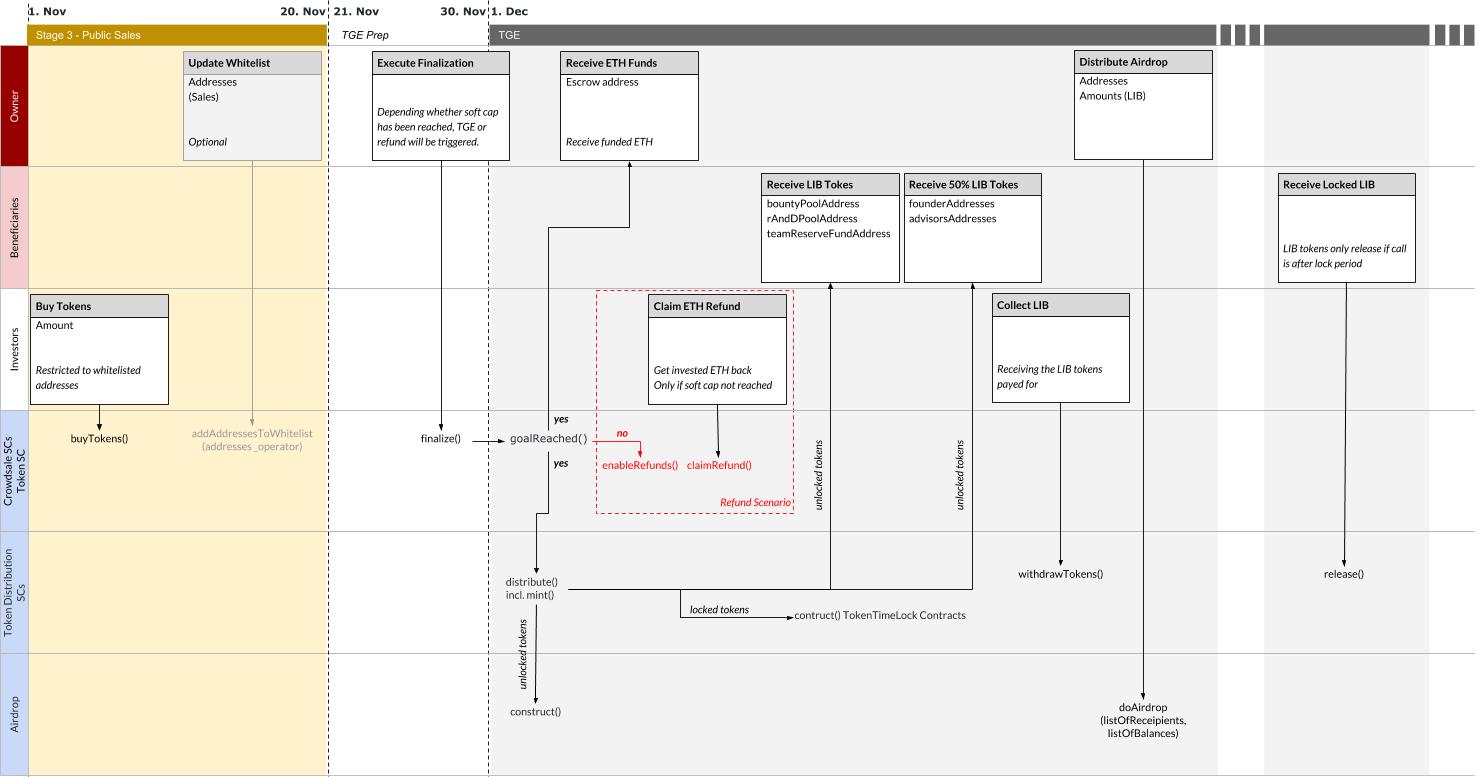 1. Nov
20. Nov
21. Nov
30. Nov
1. Dec
Stage 3 - Public Sales
TGE Prep
TGE
Owner
Update Whitelist
Addresses
(Sales)
Optional
Execute Finalization
Depending whether soft cap
has been reached, TGE or
refund will be triggered.
Receive ETH Funds
Escrow address
Receive funded ETH
Distribute Airdrop
Addresses
Amounts (LIB)
Beneficiaries
Receive LIB Tokes
bountyPoolAddress
rAndDPoolAddress
teamReserveFundAddress
Receive 50% LIB Tokes
founderAddresses
advisorsAddresses
Receive Locked LIB
LIB tokens only release if call
is after lock period
Investors
Buy Tokens
Amount
Restricted to whitelisted
addresses
Claim ETH Refund
Get invested ETH back
Only if soft cap not reached
Collect LIB
Receiving the LIB tokens
payed for
Crowdsale SCs
Token SC
buyTokens()
addAddressesToWhitelist
(addresses _operator)
finalize()
yes
goalReached()
yes
no
enableRefunds()
claimRefund()
Refund Scenario
unlocked tokens
unlocked tokens
Token Distribution
SCs
distribute()
incl. mint()
locked tokens
contruct() TokenTimeLock Contracts
withdrawTokens()
release()
Airdrop
unlocked tokens
construct()
doAirdrop
(listOfReceipients,
listOfBalances)